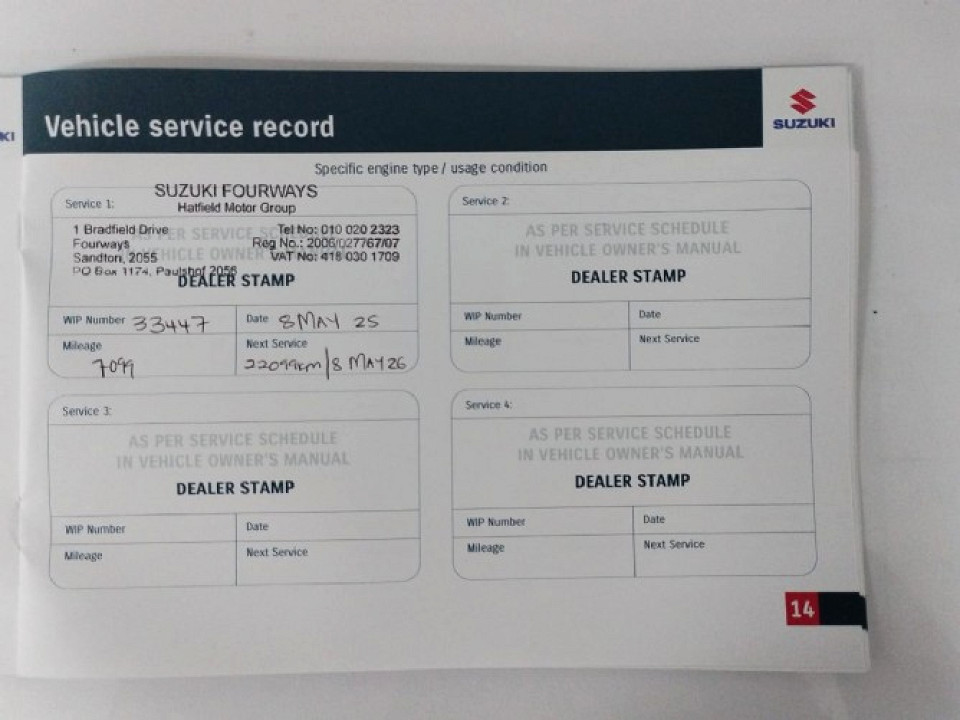 KI
Vehicle service record
SUZUKI
Specific engine type / usage condition
Service 1:
SUZUKI FOURWAYS
Hatfield Motor Group
1 Bradfield Drive
Fourways
Sandton, 2055
PO Box 1174, Paulshof 2056
Tel No: 010 020 2323
Reg No.: 2006/027767/07
VAT No: 418 030 1709
DEALER STAMP
WIP Number 33447
Date 8 MAY 25
Mileage
7099
Next Service
22099km/8 MAY 26
Service 2:
AS PER SERVICE SCHEDULE
IN VEHICLE OWNER'S MANUAL
DEALER STAMP
WIP Number
Date
Mileage
Next Service
Service 3:
AS PER SERVICE SCHEDULE
IN VEHICLE OWNER'S MANUAL
DEALER STAMP
WIP Number
Date
Mileage
Next Service
Service 4:
AS PER SERVICE SCHEDULE
IN VEHICLE OWNER'S MANUAL
DEALER STAMP
WIP Number
Date
Mileage
Next Service
14